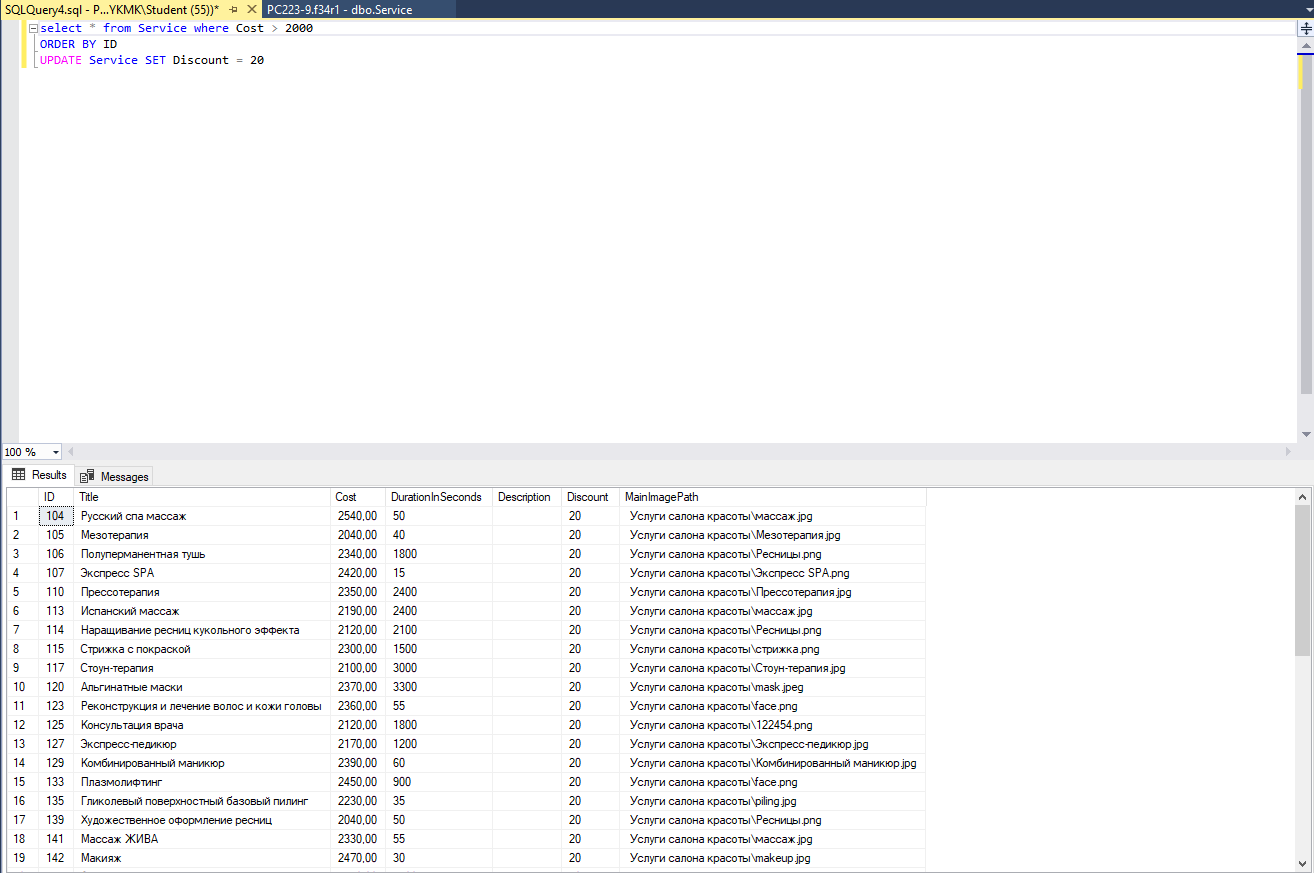 SQLQuery4.sql - P...YKMK\Student (55))* PC223-9.f34r1 - dbo.Service
select * from Service where Cost > 2000
ORDER BY ID
UPDATE Service SET Discount = 20
100 %
Results Messages
ID Title Cost DurationInSeconds Description Discount MainImagePath
1 104 Русский спа массаж 2540,00 50 20 Услуги салона красоты\массаж.jpg
2 105 Мезотерапия 2040,00 40 20 Услуги салона красоты\Мезотерапия.jpg
3 106 Полуперманентная тушь 2340,00 1800 20 Услуги салона красоты\Ресницы.png
4 107 Экспресс SPA 2420,00 15 20 Услуги салона красоты\Экспресс SPA.png
5 110 Прессотерапия 2350,00 2400 20 Услуги салона красоты\Прессотерапия.jpg
6 113 Испанский массаж 2190,00 2400 20 Услуги салона красоты\массаж.jpg
7 114 Наращивание ресниц кукольного эффекта 2120,00 2100 20 Услуги салона красоты\Ресницы.png
8 115 Стрижка с покраской 2300,00 1500 20 Услуги салона красоты\стрижка.png
9 117 Стоун-терапия 2100,00 3000 20 Услуги салона красоты\Стоун-терапия.jpg
10 120 Альгинатные маски 2370,00 3300 20 Услуги салона красоты\mask.jpeg
11 123 Реконструкция и лечение волос и кожи головы 2360,00 55 20 Услуги салона красоты\face.png
12 125 Консультация врача 2120,00 1800 20 Услуги салона красоты\122454.png
13 127 Экспресс-педикюр 2170,00 1200 20 Услуги салона красоты\Экспресс-педикюр.jpg
14 129 Комбинированный маникюр 2390,00 60 20 Услуги салона красоты\Комбинированный маникюр.jpg
15 133 Плазмолифтинг 2450,00 900 20 Услуги салона красоты\face.png
16 135 Гликолевый поверхностный базовый пилинг 2230,00 35 20 Услуги салона красоты\piling.jpg
17 139 Художественное оформление ресниц 2040,00 50 20 Услуги салона красоты\Ресницы.png
18 141 Массаж ЖИВА 2330,00 55 20 Услуги салона красоты\массаж.jpg
19 142 Макияж 2470,00 30 20 Услуги салона красоты\makeup.jpg